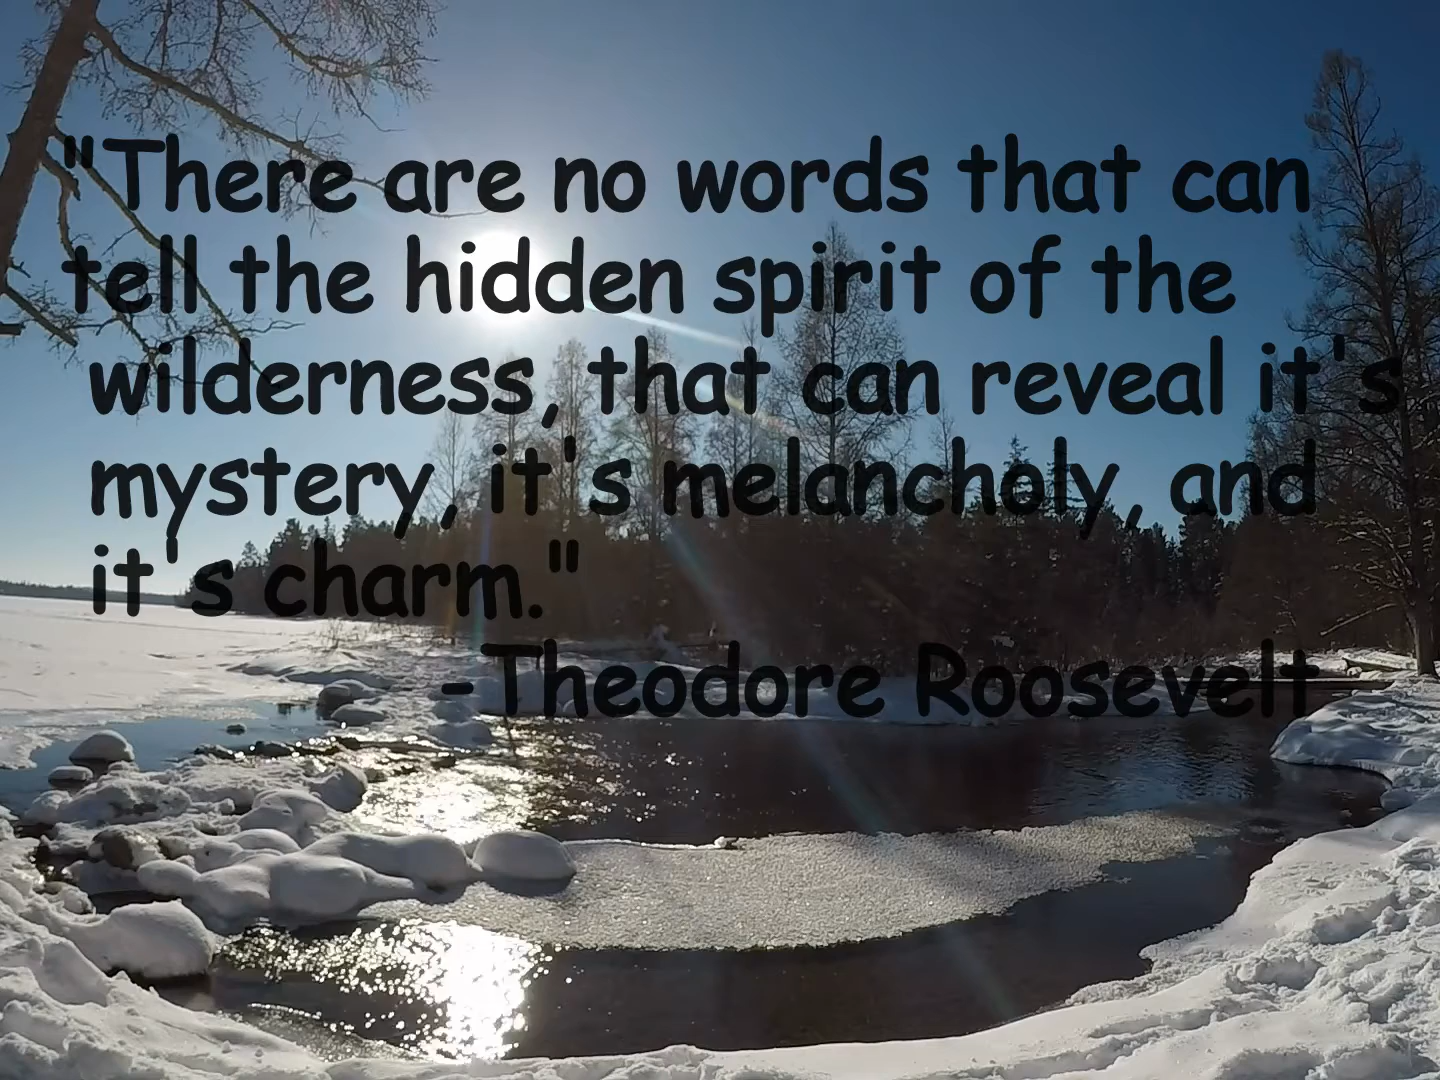 "There are no words that can
tell the hidden spirit of the
wilderness, that can reveal it's
mystery, it's melancholy, and
it's charm."
-Theodore Roosevelt